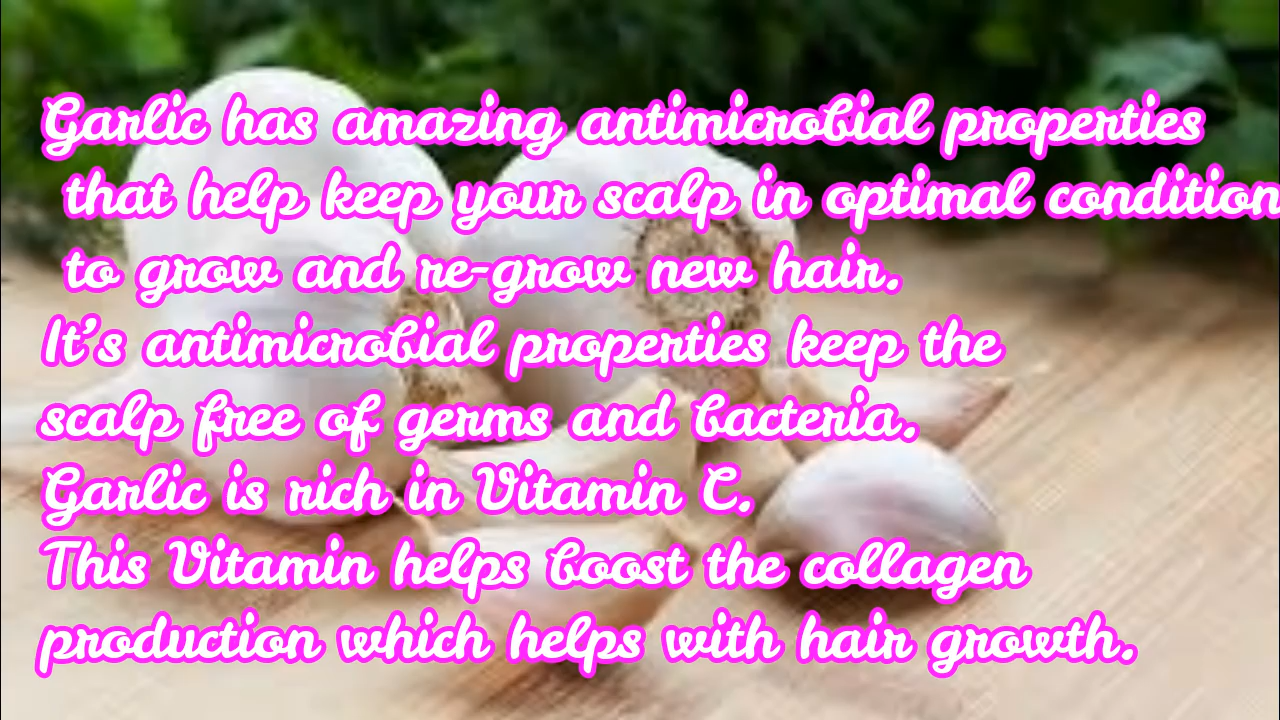 Garlic has amazing antimicrobial properties
that help keep your scalp in optimal condition
to grow and re-grow new hair.
It's antimicrobial properties keep the
scalp free of germs and bacteria.
Garlic is rich in Vitamin C.
This Vitamin helps boost the collagen
production which helps with hair growth.